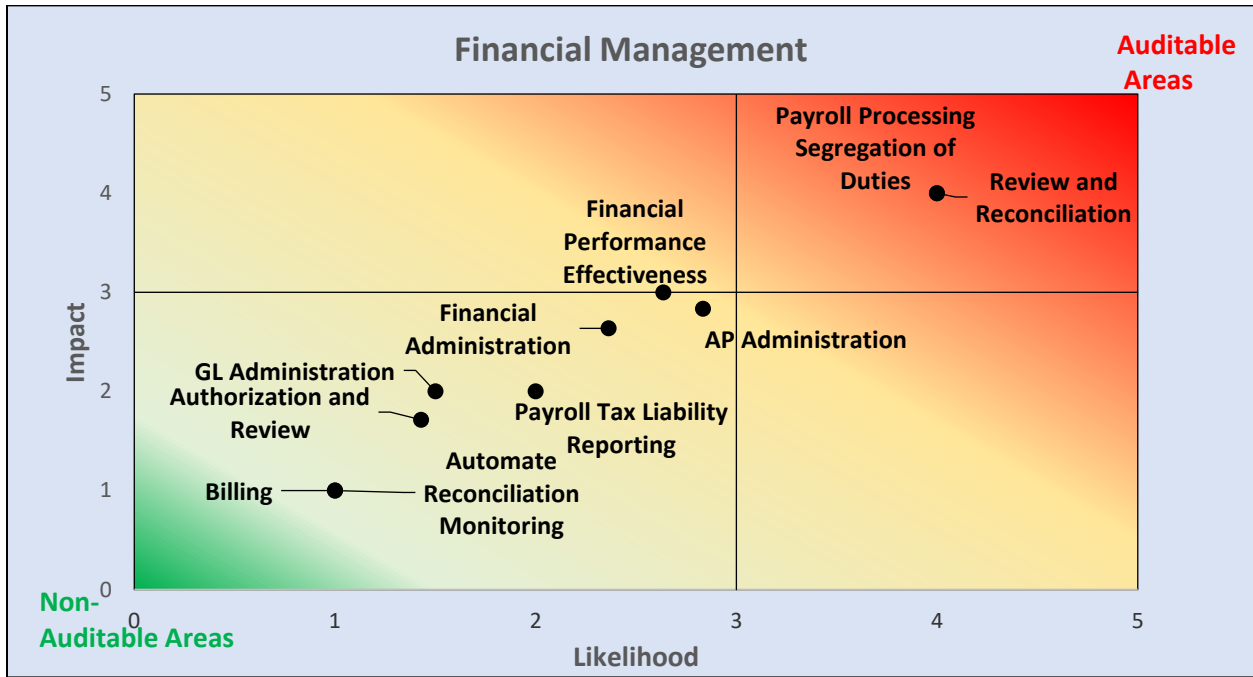 Financial Management
Auditable
Areas
5
Payroll Processing
Segregation of
Duties
4
Review and
Reconciliation
Financial
Performance
Effectiveness
3
Financial
Administration
AP Administration
Impact
GL Administration
2
Authorization and
Review
Payroll Tax Liability
Reporting
Automate
Reconciliation
Monitoring
Billing
1
0
Non-
Auditable Areas
0 1 2 3 4 5
Likelihood